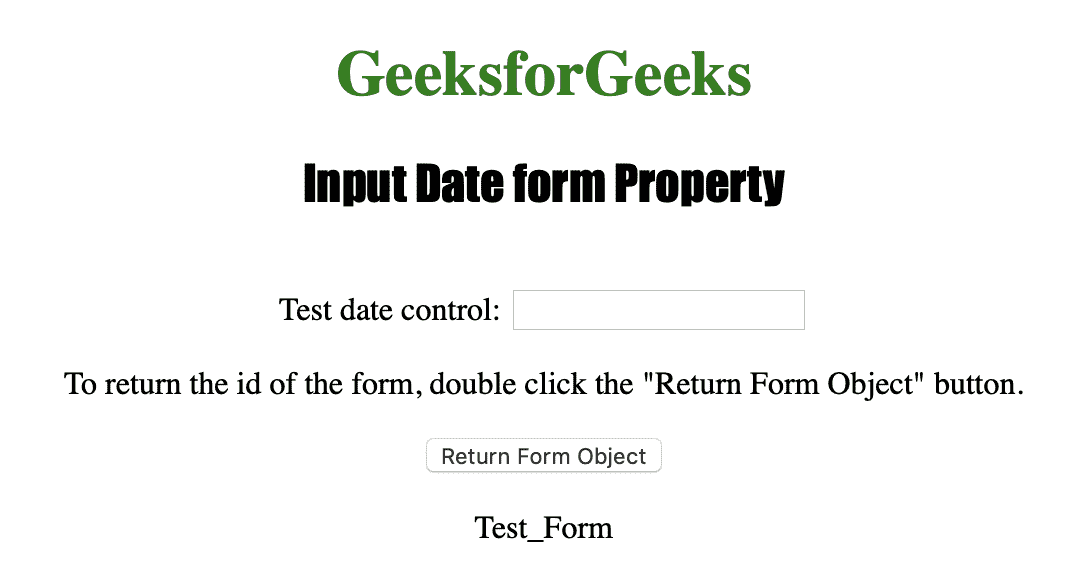 GeeksforGeeks
Input Date form Property
Test date control:
To return the id of the form, double click the "Return Form Object" button.
Return Form Object
Test_Form